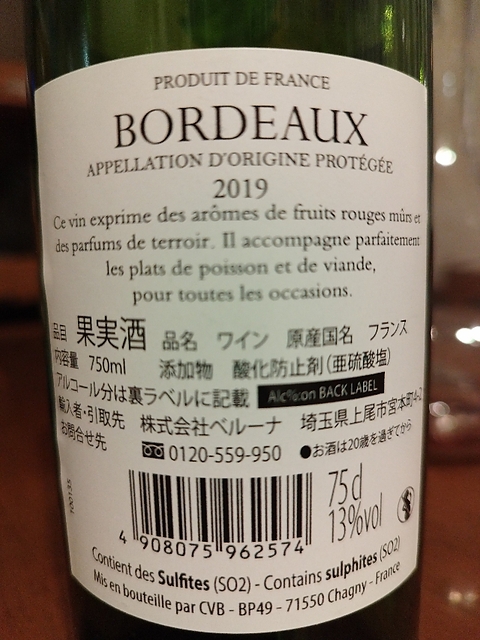 PRODUIT DE FRANCE
BORDEAUX
APPELLATION D'ORIGINE PROTÉGÉE
2019
Ce vin exprime des arômes de fruits rouges mûrs et
des parfums de terroir. Il accompagne parfaitement
les plats de poisson et de viande,
pour toutes les occasions.
品目 果実酒 品名 ワイン 原産国名 フランス
内容量 750ml 添加物 酸化防止剤(亜硫酸塩)
アルコール分は裏ラベルに記載 Alc%:on BACK LABEL
輸入者・引取先 株式会社ベルーナ 埼玉県上尾市宮本町4-2
お問合せ先 0120-559-950 ●お酒は20歳を過ぎてから
75cl
13%vol
4 908075 962574
Contient des Sulfites (SO2) - Contains sulphites (SO2)
Mis en bouteille par CVB - BP49 - 71550 Chagny - France